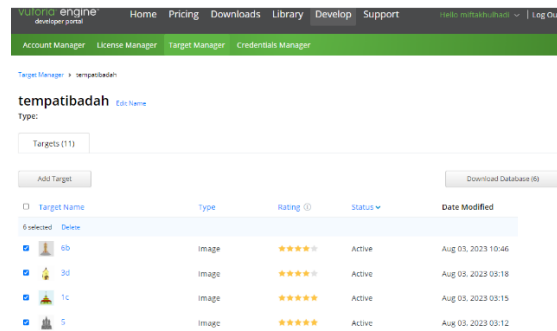 vuforia engine™ Home Pricing Downloads Library Develop Support Hello miftakhulhadi | Log Ou
developer portal
Account Manager License Manager Target Manager Credentials Manager
Target Manager > tempatibadah
tempatibadah Edit Name
Type:
Targets (11)
Add Target Download Database (6)
Target Name Type Rating Status Date Modified
6 selected Delete
6b Image Active Aug 03, 2023 10:46
3d Image Active Aug 03, 2023 03:18
1c Image Active Aug 03, 2023 03:15
5 Image Active Aug 03, 2023 03:12